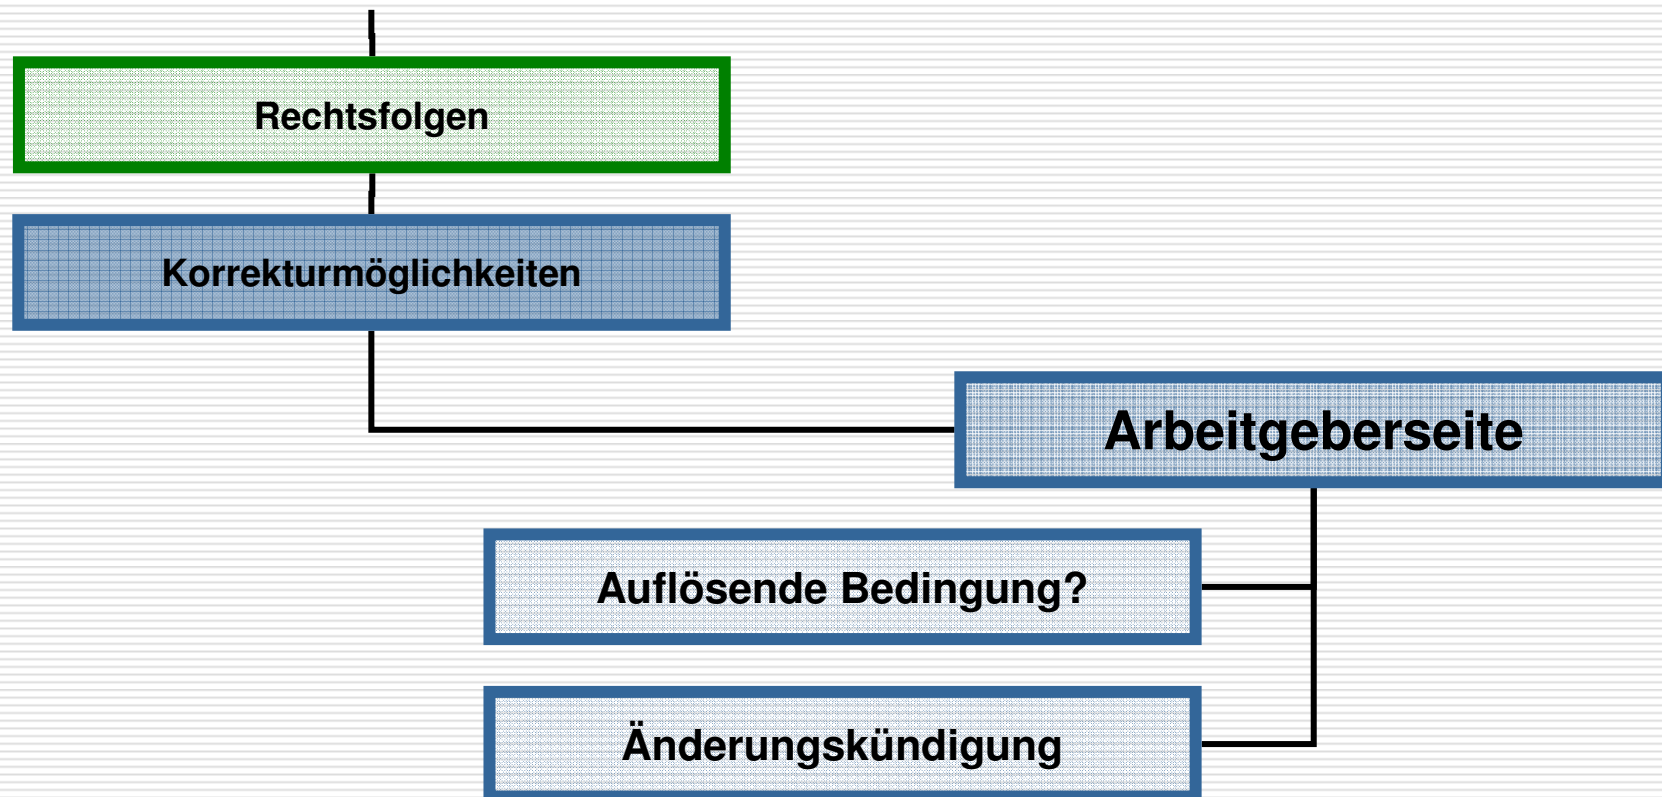 Rechtsfolgen
Korrekturmöglichkeiten
Arbeitgeberseite
Auflösende Bedingung?
Änderungskündigung